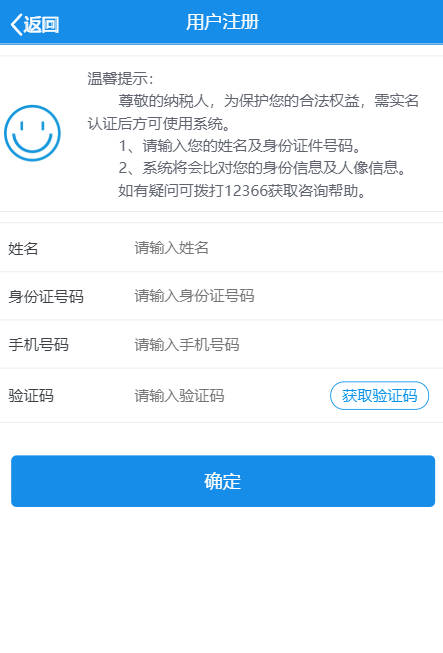 返回
用户注册
温馨提示：
尊敬的纳税人，为保护您的合法权益，需实名
认证后方可使用系统。
1、请输入您的姓名及身份证件号码。
2、系统将会比对您的身份信息及人像信息。
如有疑问可拨打12366获取咨询帮助。
姓名 请输入姓名
身份证号码 请输入身份证号码
手机号码 请输入手机号码
验证码 请输入验证码 获取验证码
确定